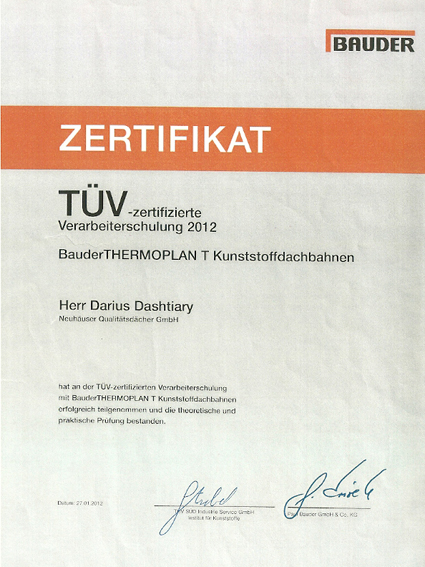 BAUDER
ZERTIFIKAT
TÜV-zertifizierte
Verarbeiterschulung 2012
BauderTHERMOPLAN T Kunststoffdachbahnen
Herr Darius Dashtiary
Neuhäuser Qualitätsdächer GmbH
hat an der TÜV-zertifizierten Verarbeiterschulung
mit BauderTHERMOPLAN T Kunststoffdachbahnen
erfolgreich teilgenommen und die theoretische und
praktische Prüfung bestanden.
Datum: 27.01.2012
TÜV SÜD Industrie Service GmbH
Institut für Kunststoffe
Paul Bauder GmbH & Co. KG